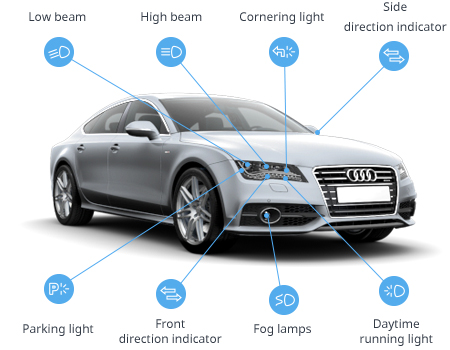 Low beam
High beam
Cornering light
Side
direction indicator
P
Parking light
Front
direction indicator
Fog lamps
Daytime
running light